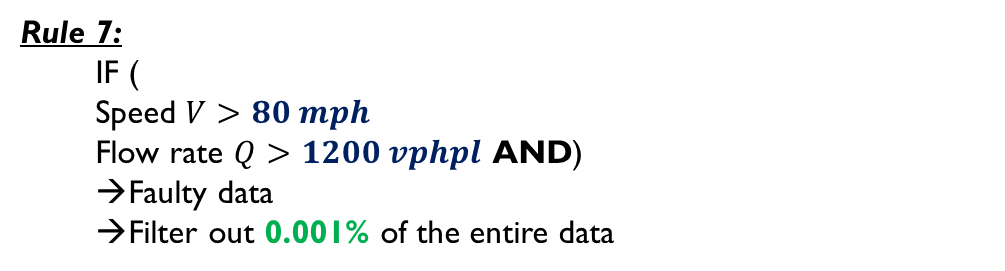 Rule 7:
IF (
Speed V > 80 mph
Flow rate Q > 1200 vphpl AND)
→Faulty data
→Filter out 0.001% of the entire data